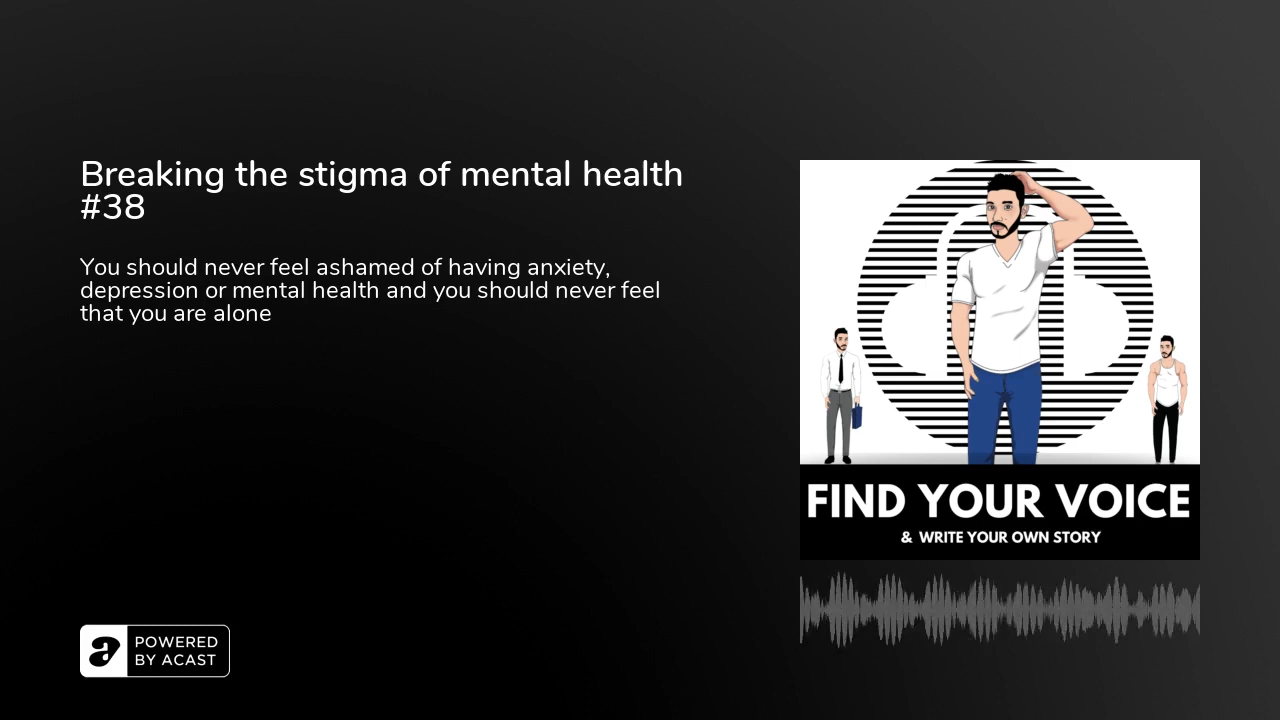 Breaking the stigma of mental health
#38
You should never feel ashamed of having anxiety,
depression or mental health and you should never feel
that you are alone
FIND YOUR VOICE
& WRITE YOUR OWN STORY
a POWERED
BY ACAST